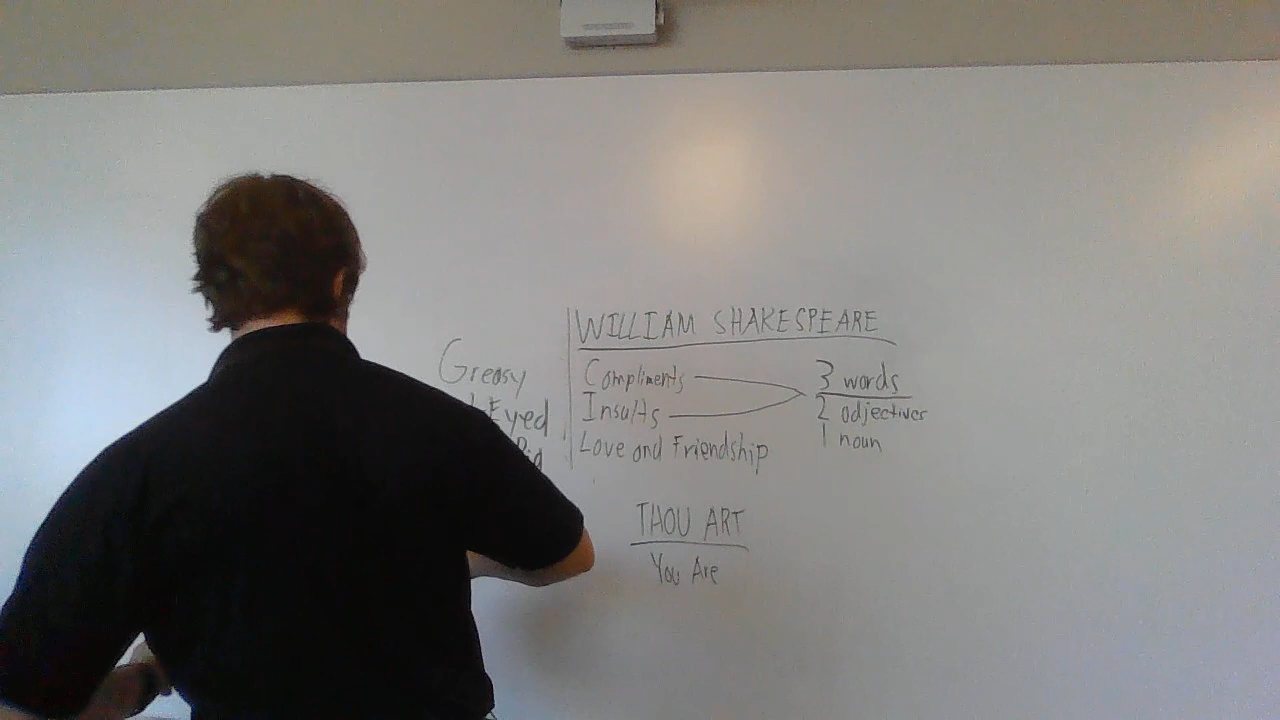 Greasy
Eyed
WILLIAM SHAKESPEARE
Compliments
Insults
Love and Friendship
3 words
2 adjectives
1 noun
THOU ART
You Are